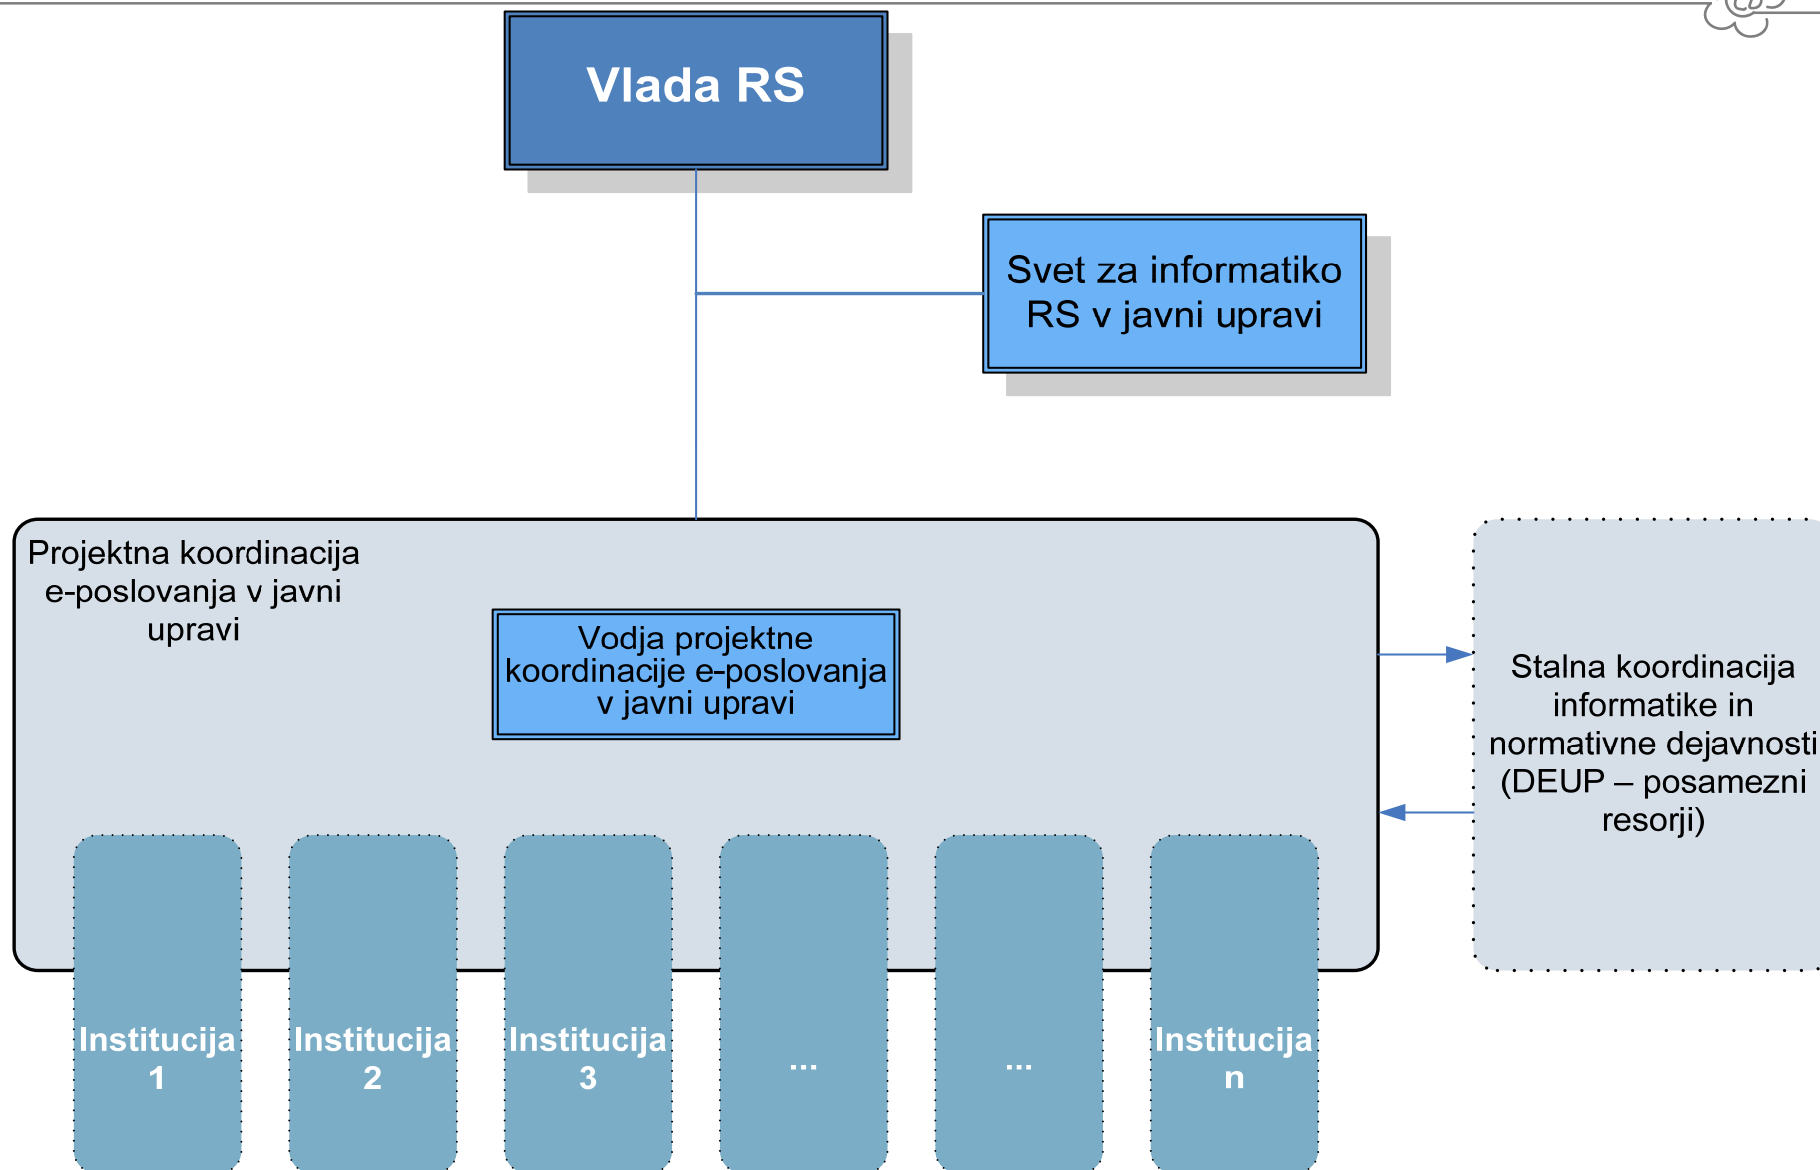 Vlada RS
Svet za informatiko
RS v javni upravi
Projektna koordinacija
e-poslovanja v javni
upravi
Vodja projektne
koordinacije e-poslovanja
v javni upravi
Stalna koordinacija
informatike in
normativne dejavnosti
(DEUP – posamezni
resorji)
Institucija
1
Institucija
2
Institucija
3
...
...
Institucija
n